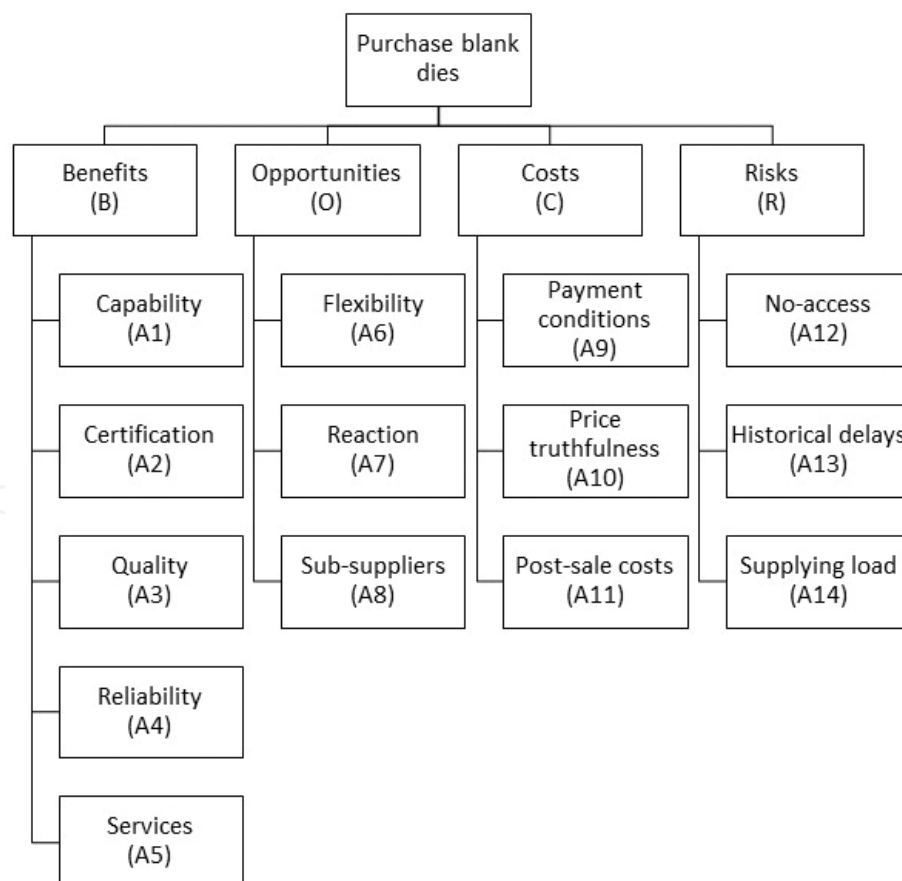 Purchase blank
dies
Benefits
(B)
Opportunities
(O)
Costs
(C)
Risks
(R)
Capability
(A1)
Certification
(A2)
Quality
(A3)
Reliability
(A4)
Services
(A5)
Flexibility
(A6)
Reaction
(A7)
Sub-suppliers
(A8)
Payment
conditions
(A9)
Price
truthfulness
(A10)
Post-sale costs
(A11)
No-access
(A12)
Historical delays
(A13)
Supplying load
(A14)